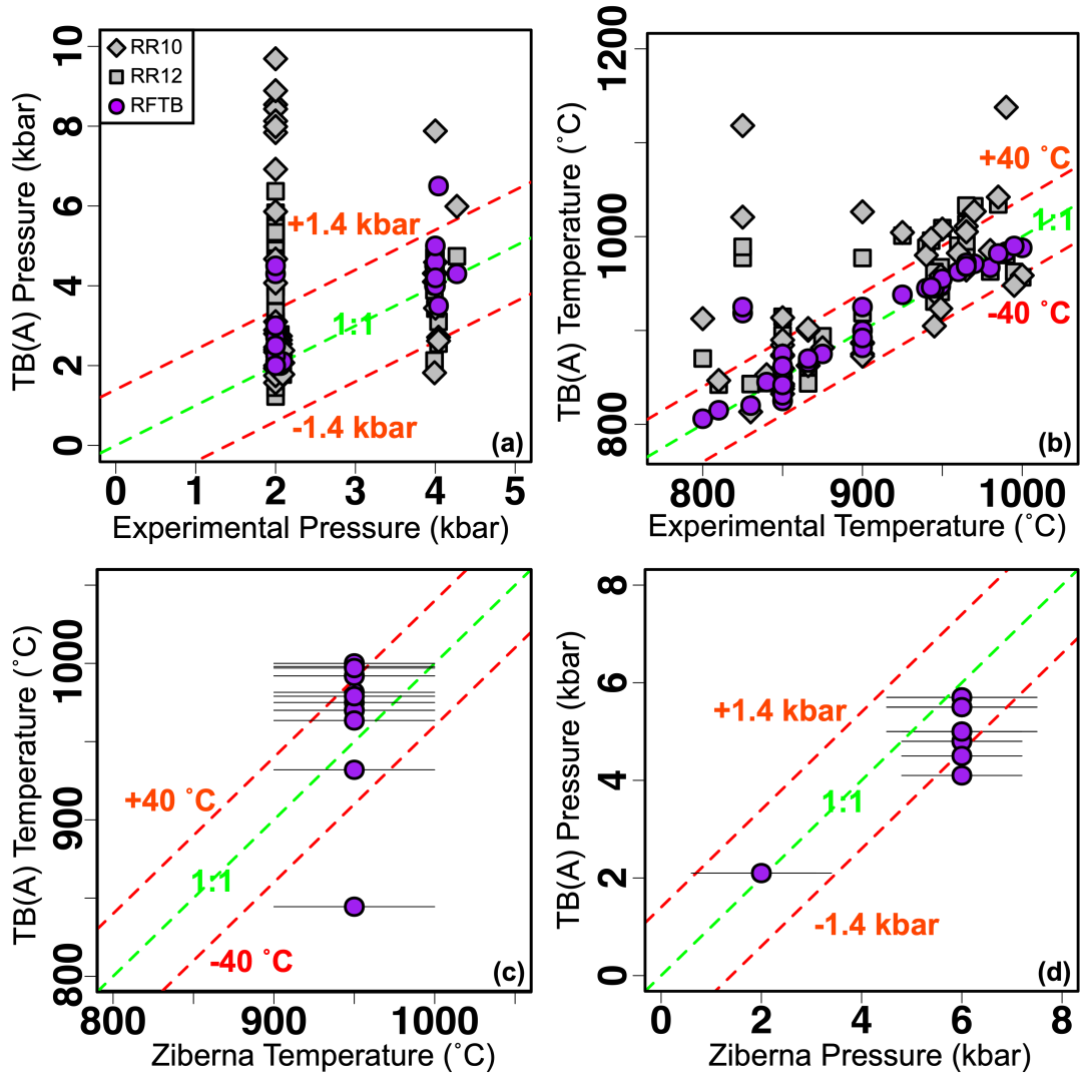 TB(A) Pressure (kbar)
10
8
6
4
2
0
RR10
RR12
RFTB
+1.4 kbar
1:1
-1.4 kbar
(a)
0 1 2 3 4 5
Experimental Pressure (kbar)
TB(A) Temperature (˚C)
1200
1000
800
+40 ˚C
1:1
-40 ˚C
(b)
800 900 1000
Experimental Temperature (˚C)
TB(A) Temperature (˚C)
1000
900
800
+40 ˚C
1:1
-40 ˚C
(c)
800 900 1000
Ziberna Temperature (˚C)
TB(A) Pressure (kbar)
8
6
4
2
0
+1.4 kbar
1:1
-1.4 kbar
(d)
0 2 4 6 8
Ziberna Pressure (kbar)